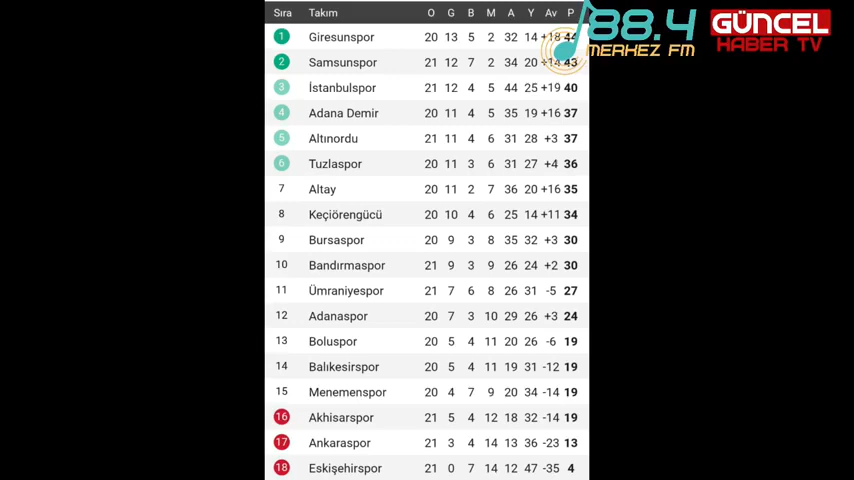 Sıra Takım O G B M A Y Av P
1 Giresunspor 20 13 5 2 32 14 +18 44
2 Samsunspor 21 12 7 2 34 20 +14 43
3 İstanbulspor 21 12 4 5 44 25 +19 40
4 Adana Demir 20 11 4 5 35 19 +16 37
5 Altınordu 21 11 4 6 31 28 +3 37
6 Tuzlaspor 20 11 3 6 31 27 +4 36
7 Altay 20 11 2 7 36 20 +16 35
8 Keçiörengücü 20 10 4 6 25 14 +11 34
9 Bursaspor 20 9 3 8 35 32 +3 30
10 Bandırmaspor 21 9 3 9 26 24 +2 30
11 Ümraniyespor 21 7 6 8 26 31 -5 27
12 Adanaspor 20 7 3 10 29 26 +3 24
13 Boluspor 20 5 4 11 20 26 -6 19
14 Balıkesirspor 20 5 4 11 19 31 -12 19
15 Menemenspor 20 4 7 9 20 34 -14 19
16 Akhisarspor 21 5 4 12 18 32 -14 19
17 Ankaraspor 21 3 4 14 13 36 -23 13
18 Eskişehirspor 21 0 7 14 12 47 -35 4
88.4
MERKEZ FM
GÜNCEL
HABER TV